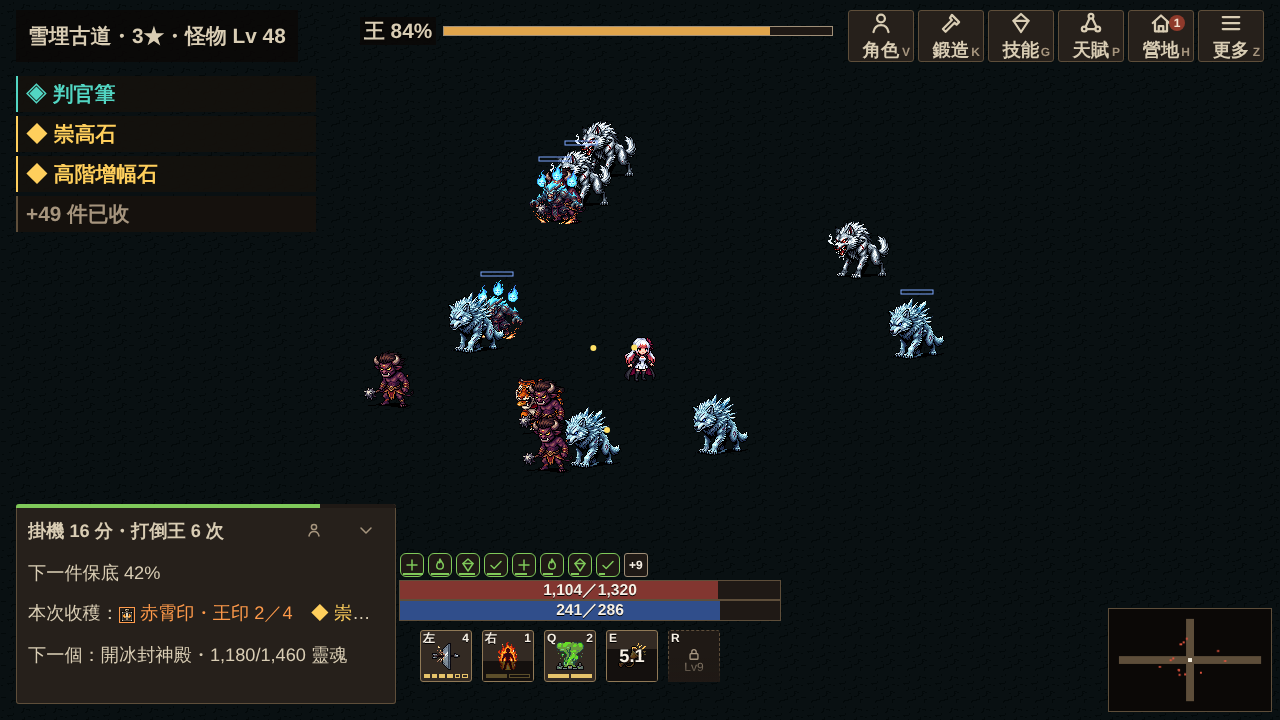 雪埋古道・3★・怪物 Lv 48
王 84%
角色 V
鍛造 K
技能 G
天賦 P
營地 H
1
更多 Z
◈ 判官筆
◆ 崇高石
◆ 高階增幅石
+49 件已收
掛機 16 分・打倒王 6 次
下一件保底 42%
本次收穫：赤霄印・王印 2／4 ◆ 崇…
下一個：開冰封神殿・1,180/1,460 靈魂
+9
1,104／1,320
241／286
左 4
右 1
Q 2
E 5.1
R Lv9